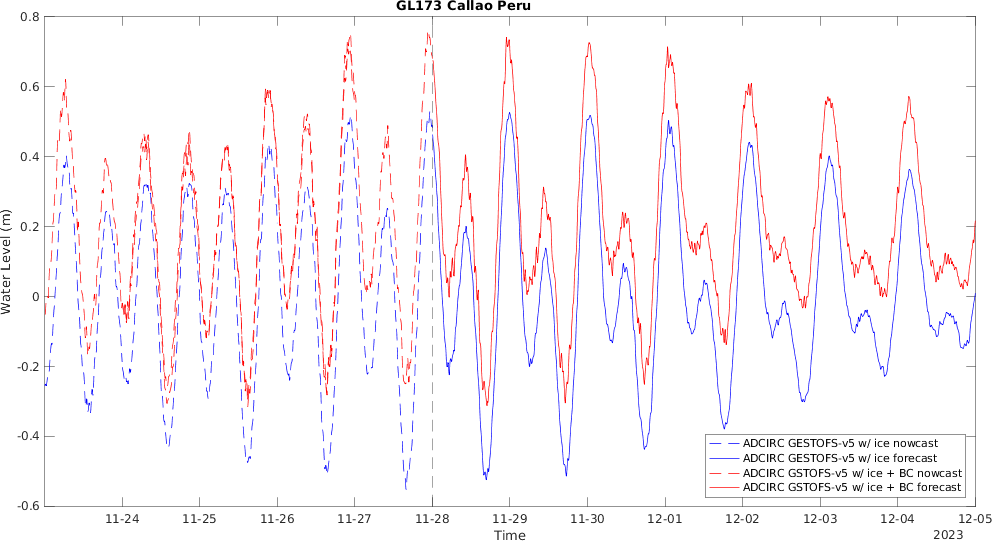 GL173 Callao Peru
0.8
0.6
0.4
0.2
0
-0.2
-0.4
-0.6
Water Level (m)
11-24 11-25 11-26 11-27 11-28 11-29 11-30 12-01 12-02 12-03 12-04 12-05
Time
2023
ADCIRC GESTOFS-v5 w/ ice nowcast
ADCIRC GESTOFS-v5 w/ ice forecast
ADCIRC GSTOFS-v5 w/ ice + BC nowcast
ADCIRC GSTOFS-v5 w/ ice + BC forecast